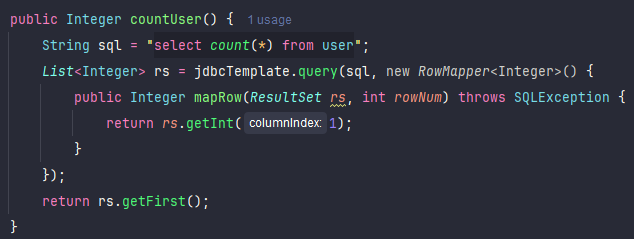 public Integer countUser() { 1 usage
    String sql = "select count(*) from user";
    List<Integer> rs = jdbcTemplate.query(sql, new RowMapper<Integer>() {
        public Integer mapRow(ResultSet rs, int rowNum) throws SQLException {
            return rs.getInt( columnIndex: 1);
        }
    });
    return rs.getFirst();
}